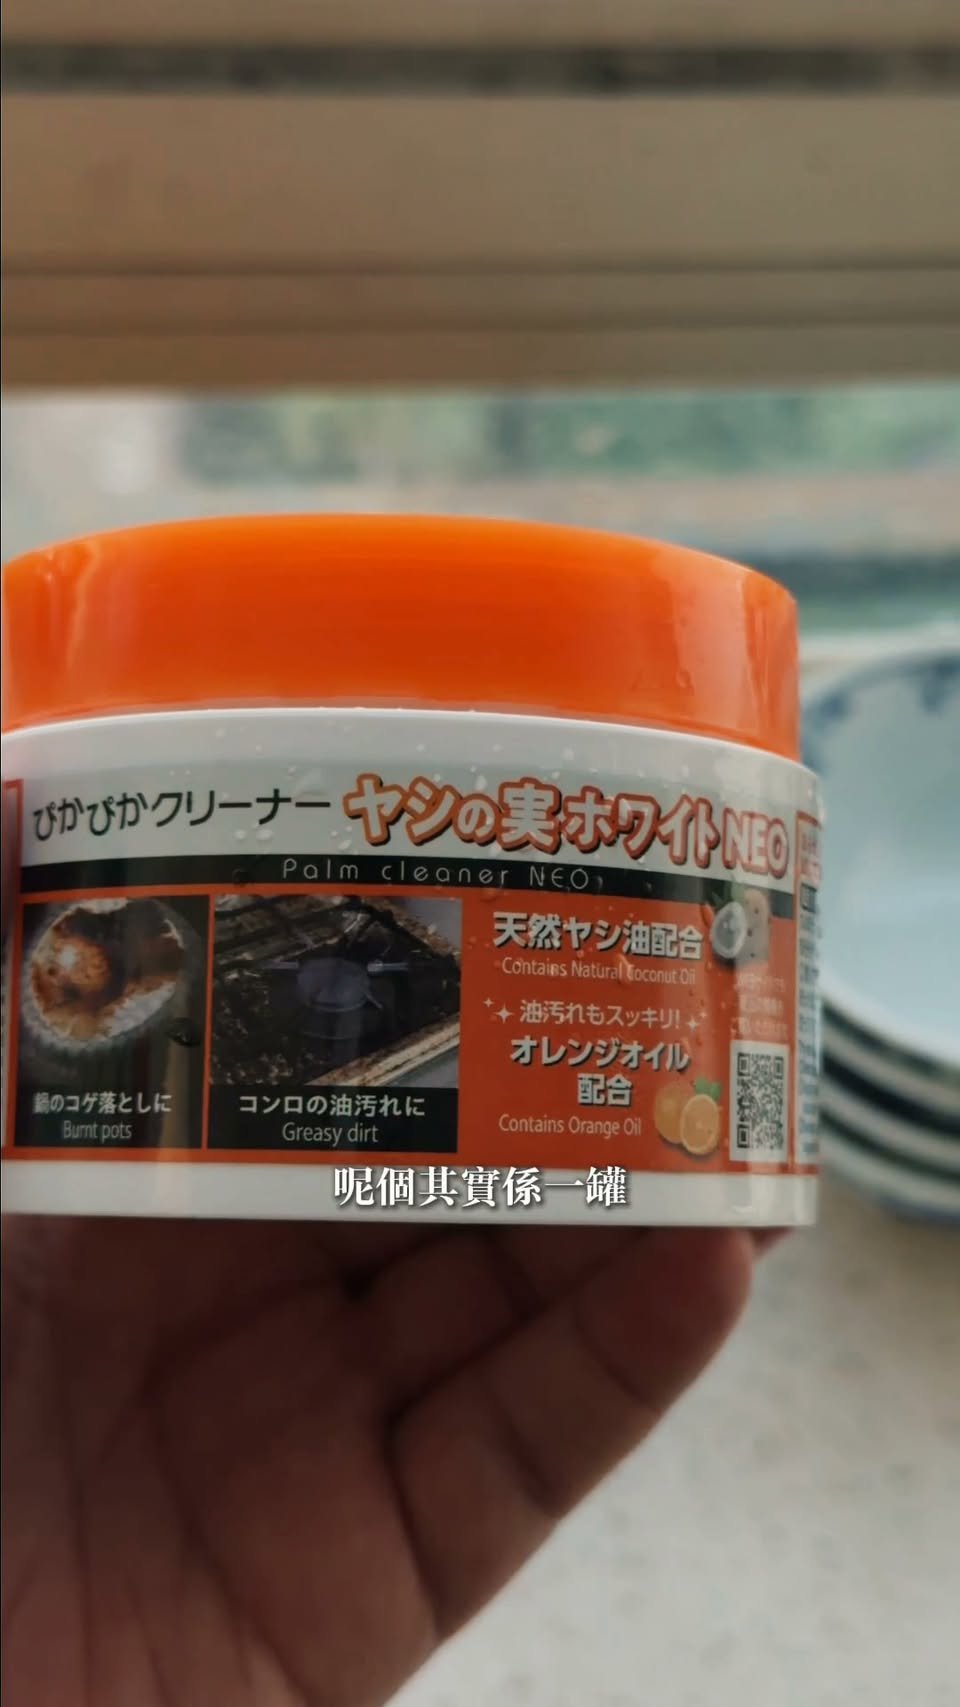 ぴかぴかクリーナー ヤシの実ホワイトNEO
Palm cleaner NEO
鍋のコゲ落としに
Burnt pots
コンロの油汚れに
Greasy dirt
天然ヤシ油配合
Contains Natural Coconut Oil
油汚れもスッキリ!
オレンジオイル
配合
Contains Orange Oil
呢個其實係一罐